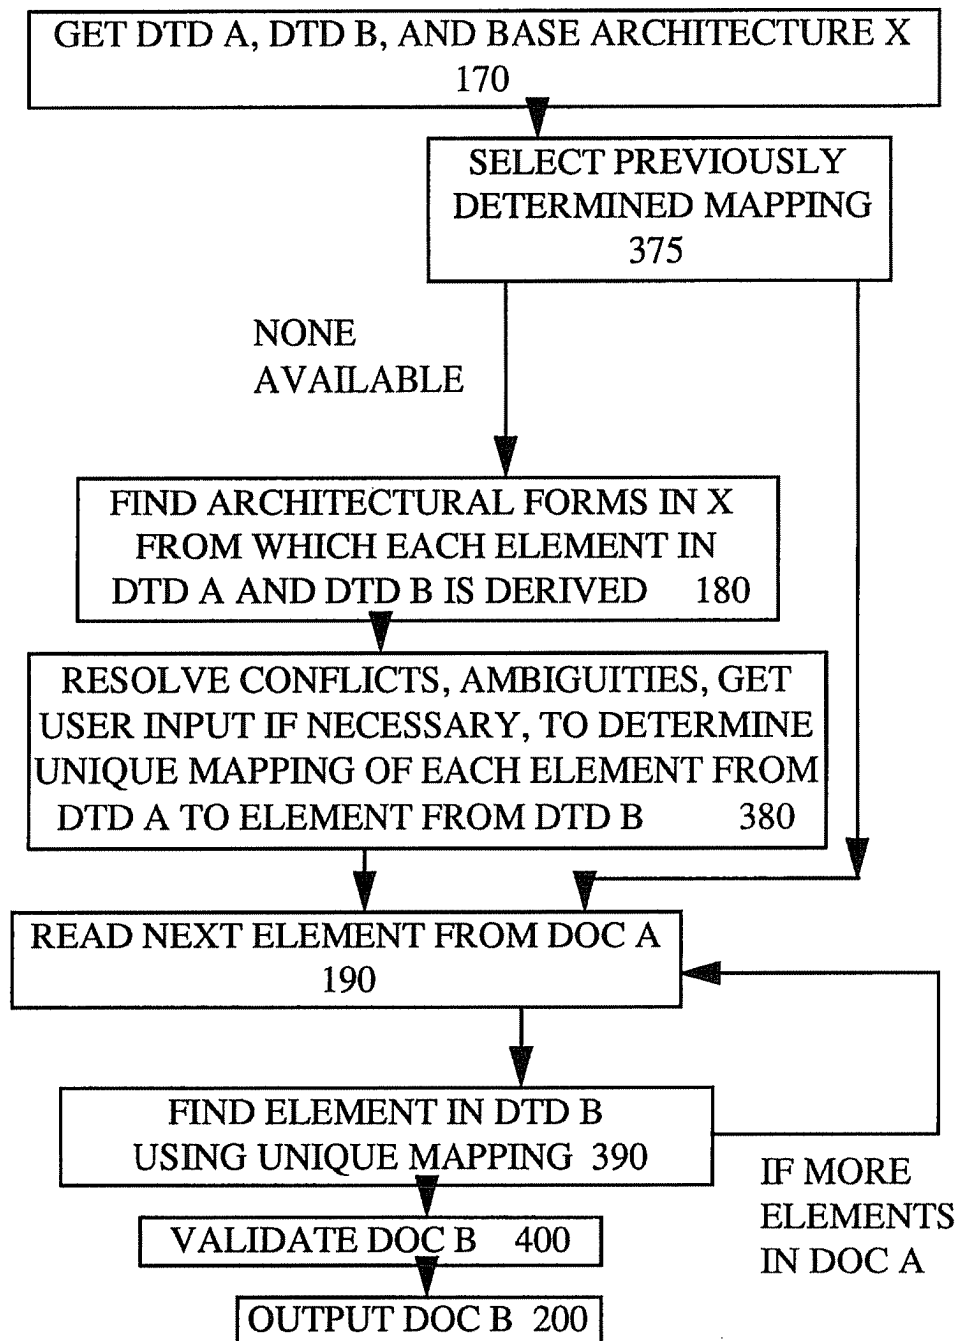 GET DTD A, DTD B, AND BASE ARCHITECTURE X
170
SELECT PREVIOUSLY
DETERMINED MAPPING
375
NONE
AVAILABLE
FIND ARCHITECTURAL FORMS IN X
FROM WHICH EACH ELEMENT IN
DTD A AND DTD B IS DERIVED 180
RESOLVE CONFLICTS, AMBIGUITIES, GET
USER INPUT IF NECESSARY, TO DETERMINE
UNIQUE MAPPING OF EACH ELEMENT FROM
DTD A TO ELEMENT FROM DTD B 380
READ NEXT ELEMENT FROM DOC A
190
FIND ELEMENT IN DTD B
USING UNIQUE MAPPING 390
IF MORE
ELEMENTS
IN DOC A
VALIDATE DOC B 400
OUTPUT DOC B 200